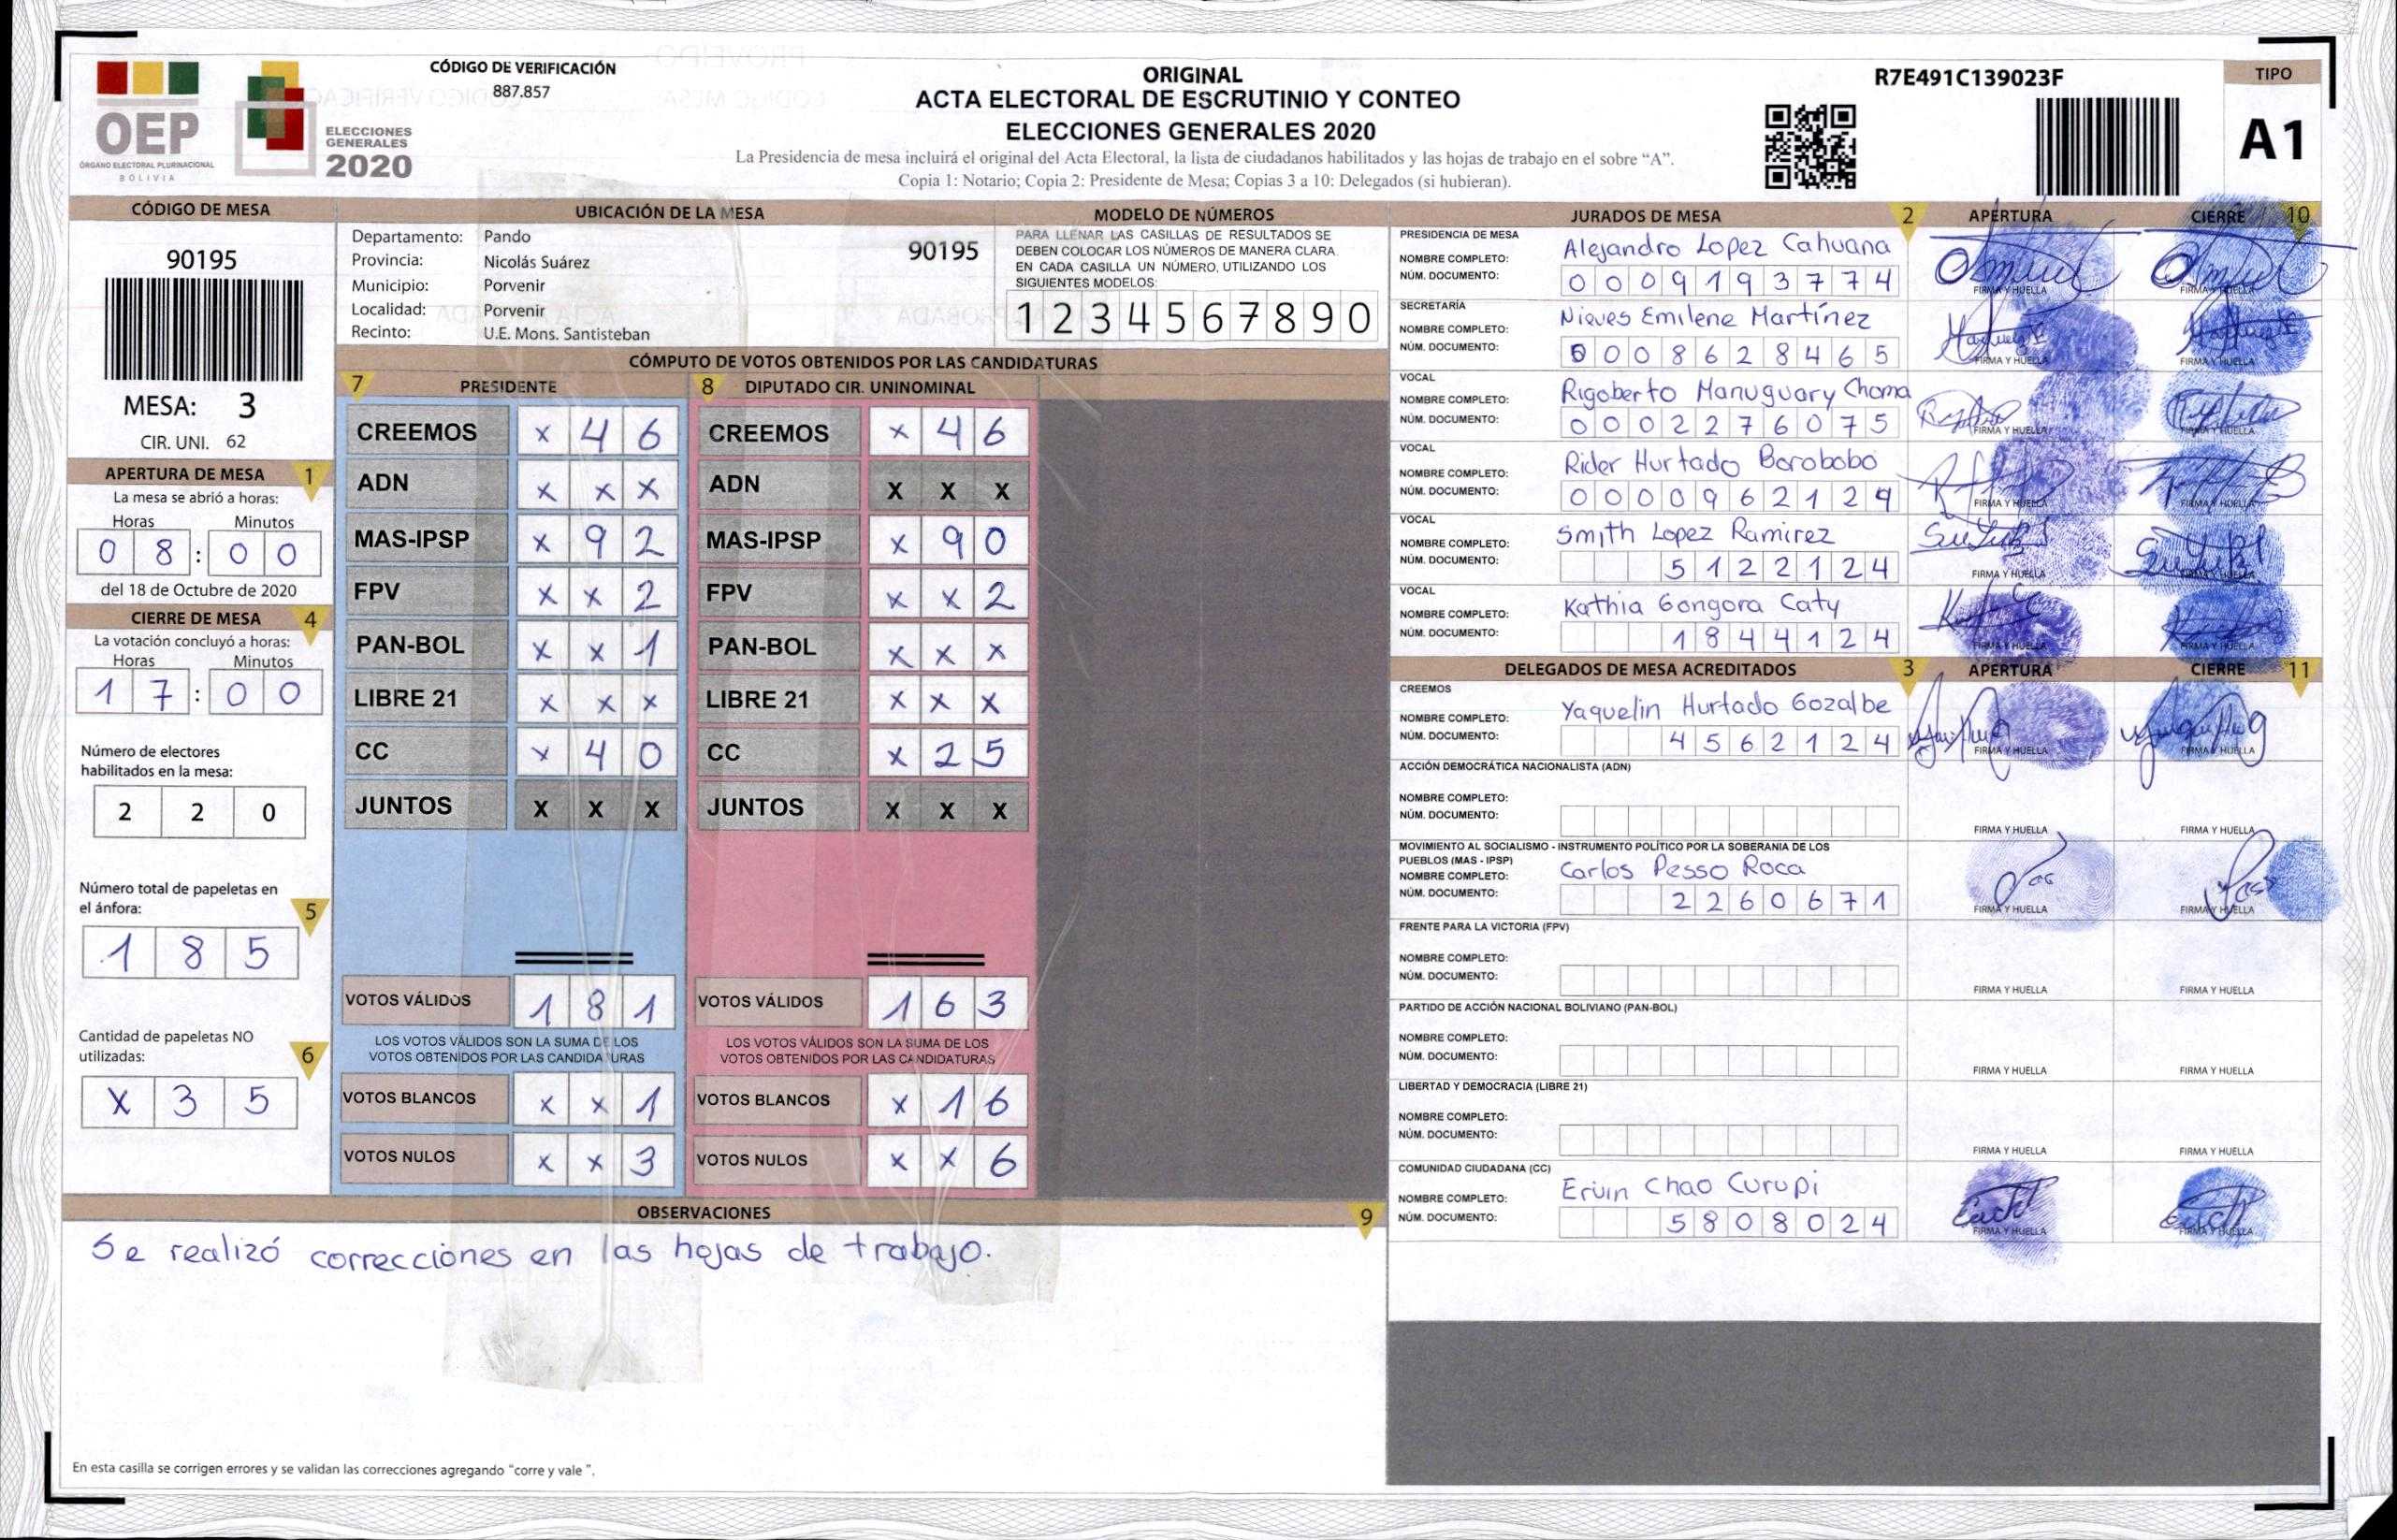 CÓDIGO DE VERIFICACIÓN
887,857
OEP
ÓRGANO ELECTORAL PLURINACIONAL
BOLIVIA
ELECCIONES
GENERALES
2020
ORIGINAL
ACTA ELECTORAL DE ESCRUTINIO Y CONTEO
ELECCIONES GENERALES 2020
La Presidencia de mesa incluirá el original del Acta Electoral, la lista de ciudadanos habilitados y las hojas de trabajo en el sobre “A”.
Copia 1: Notario; Copia 2: Presidente de Mesa; Copias 3 a 10: Delegados (si hubieran).
R7E491C139023F
TIPO
A1
CÓDIGO DE MESA
90195
MESA: 3
CIR. UNI. 62
APERTURA DE MESA 1
La mesa se abrió a horas:
Horas Minutos
0 8 : 0 0
del 18 de Octubre de 2020
CIERRE DE MESA 4
La votación concluyó a horas:
Horas Minutos
1 7 : 0 0
Número de electores
habilitados en la mesa:
2 2 0
Número total de papeletas en
el ánfora: 5
1 8 5
Cantidad de papeletas NO
utilizadas: 6
X 3 5
UBICACIÓN DE LA MESA
Departamento: Pando
Provincia: Nicolás Suárez
Municipio: Porvenir
Localidad: Porvenir
Recinto: U.E. Mons. Santisteban
90195
MODELO DE NÚMEROS
PARA LLENAR LAS CASILLAS DE RESULTADOS SE
DEBEN COLOCAR LOS NÚMEROS DE MANERA CLARA.
EN CADA CASILLA UN NÚMERO, UTILIZANDO LOS
SIGUIENTES MODELOS:
1 2 3 4 5 6 7 8 9 0
CÓMPUTO DE VOTOS OBTENIDOS POR LAS CANDIDATURAS
7 PRESIDENTE
CREEMOS x 4 6
ADN x x x
MAS-IPSP x 9 2
FPV x x 2
PAN-BOL x x 1
LIBRE 21 x x x
CC x 4 0
JUNTOS X X X
VOTOS VÁLIDOS 1 8 1
LOS VOTOS VÁLIDOS SON LA SUMA DE LOS
VOTOS OBTENIDOS POR LAS CANDIDATURAS
VOTOS BLANCOS x x 1
VOTOS NULOS x x 3
8 DIPUTADO CIR. UNINOMINAL
CREEMOS x 4 6
ADN X X X
MAS-IPSP x 9 0
FPV x x 2
PAN-BOL x x x
LIBRE 21 x x x
CC x 2 5
JUNTOS X X X
VOTOS VÁLIDOS 1 6 3
LOS VOTOS VÁLIDOS SON LA SUMA DE LOS
VOTOS OBTENIDOS POR LAS CANDIDATURAS
VOTOS BLANCOS x 1 6
VOTOS NULOS x x 6
OBSERVACIONES 9
Se realizó correcciones en las hojas de trabajo.
En esta casilla se corrigen errores y se validan las correcciones agregando “corre y vale ”.
JURADOS DE MESA 2 APERTURA CIERRE 10
PRESIDENCIA DE MESA
NOMBRE COMPLETO: Alejandro Lopez Cahuana
NÚM. DOCUMENTO: 0 0 0 9 1 9 3 7 7 4
FIRMA Y HUELLA FIRMA Y HUELLA
SECRETARÍA
NOMBRE COMPLETO: Nieves Emilene Martínez
NÚM. DOCUMENTO: 0 0 0 8 6 2 8 4 6 5
FIRMA Y HUELLA FIRMA Y HUELLA
VOCAL
NOMBRE COMPLETO: Rigoberto Manuguary Choma
NÚM. DOCUMENTO: 0 0 0 2 2 7 6 0 7 5
FIRMA Y HUELLA FIRMA Y HUELLA
VOCAL
NOMBRE COMPLETO: Rider Hurtado Borobobo
NÚM. DOCUMENTO: 0 0 0 0 9 6 2 1 2 4
FIRMA Y HUELLA FIRMA Y HUELLA
VOCAL
NOMBRE COMPLETO: Smith Lopez Ramirez
NÚM. DOCUMENTO: 5 1 2 2 1 2 4
FIRMA Y HUELLA
VOCAL
NOMBRE COMPLETO: Kathia Gongora Caty
NÚM. DOCUMENTO: 1 8 4 4 1 2 4
FIRMA Y HUELLA FIRMA Y HUELLA
DELEGADOS DE MESA ACREDITADOS 3 APERTURA CIERRE 11
CREEMOS
NOMBRE COMPLETO: Yaquelin Hurtado Gozalbe
NÚM. DOCUMENTO: 4 5 6 2 1 2 4
FIRMA Y HUELLA FIRMA Y HUELLA
ACCIÓN DEMOCRÁTICA NACIONALISTA (ADN)
NOMBRE COMPLETO:
NÚM. DOCUMENTO:
FIRMA Y HUELLA FIRMA Y HUELLA
MOVIMIENTO AL SOCIALISMO - INSTRUMENTO POLÍTICO POR LA SOBERANIA DE LOS
PUEBLOS (MAS - IPSP)
NOMBRE COMPLETO: Carlos Pesso Roca
NÚM. DOCUMENTO: 2 2 6 0 6 7 1
FIRMA Y HUELLA FIRMA Y HUELLA
FRENTE PARA LA VICTORIA (FPV)
NOMBRE COMPLETO:
NÚM. DOCUMENTO:
FIRMA Y HUELLA FIRMA Y HUELLA
PARTIDO DE ACCIÓN NACIONAL BOLIVIANO (PAN-BOL)
NOMBRE COMPLETO:
NÚM. DOCUMENTO:
FIRMA Y HUELLA FIRMA Y HUELLA
LIBERTAD Y DEMOCRACIA (LIBRE 21)
NOMBRE COMPLETO:
NÚM. DOCUMENTO:
FIRMA Y HUELLA FIRMA Y HUELLA
COMUNIDAD CIUDADANA (CC)
NOMBRE COMPLETO: Ervin Chao Curupi
NÚM. DOCUMENTO: 5 8 0 8 0 2 4
FIRMA Y HUELLA FIRMA Y HUELLA